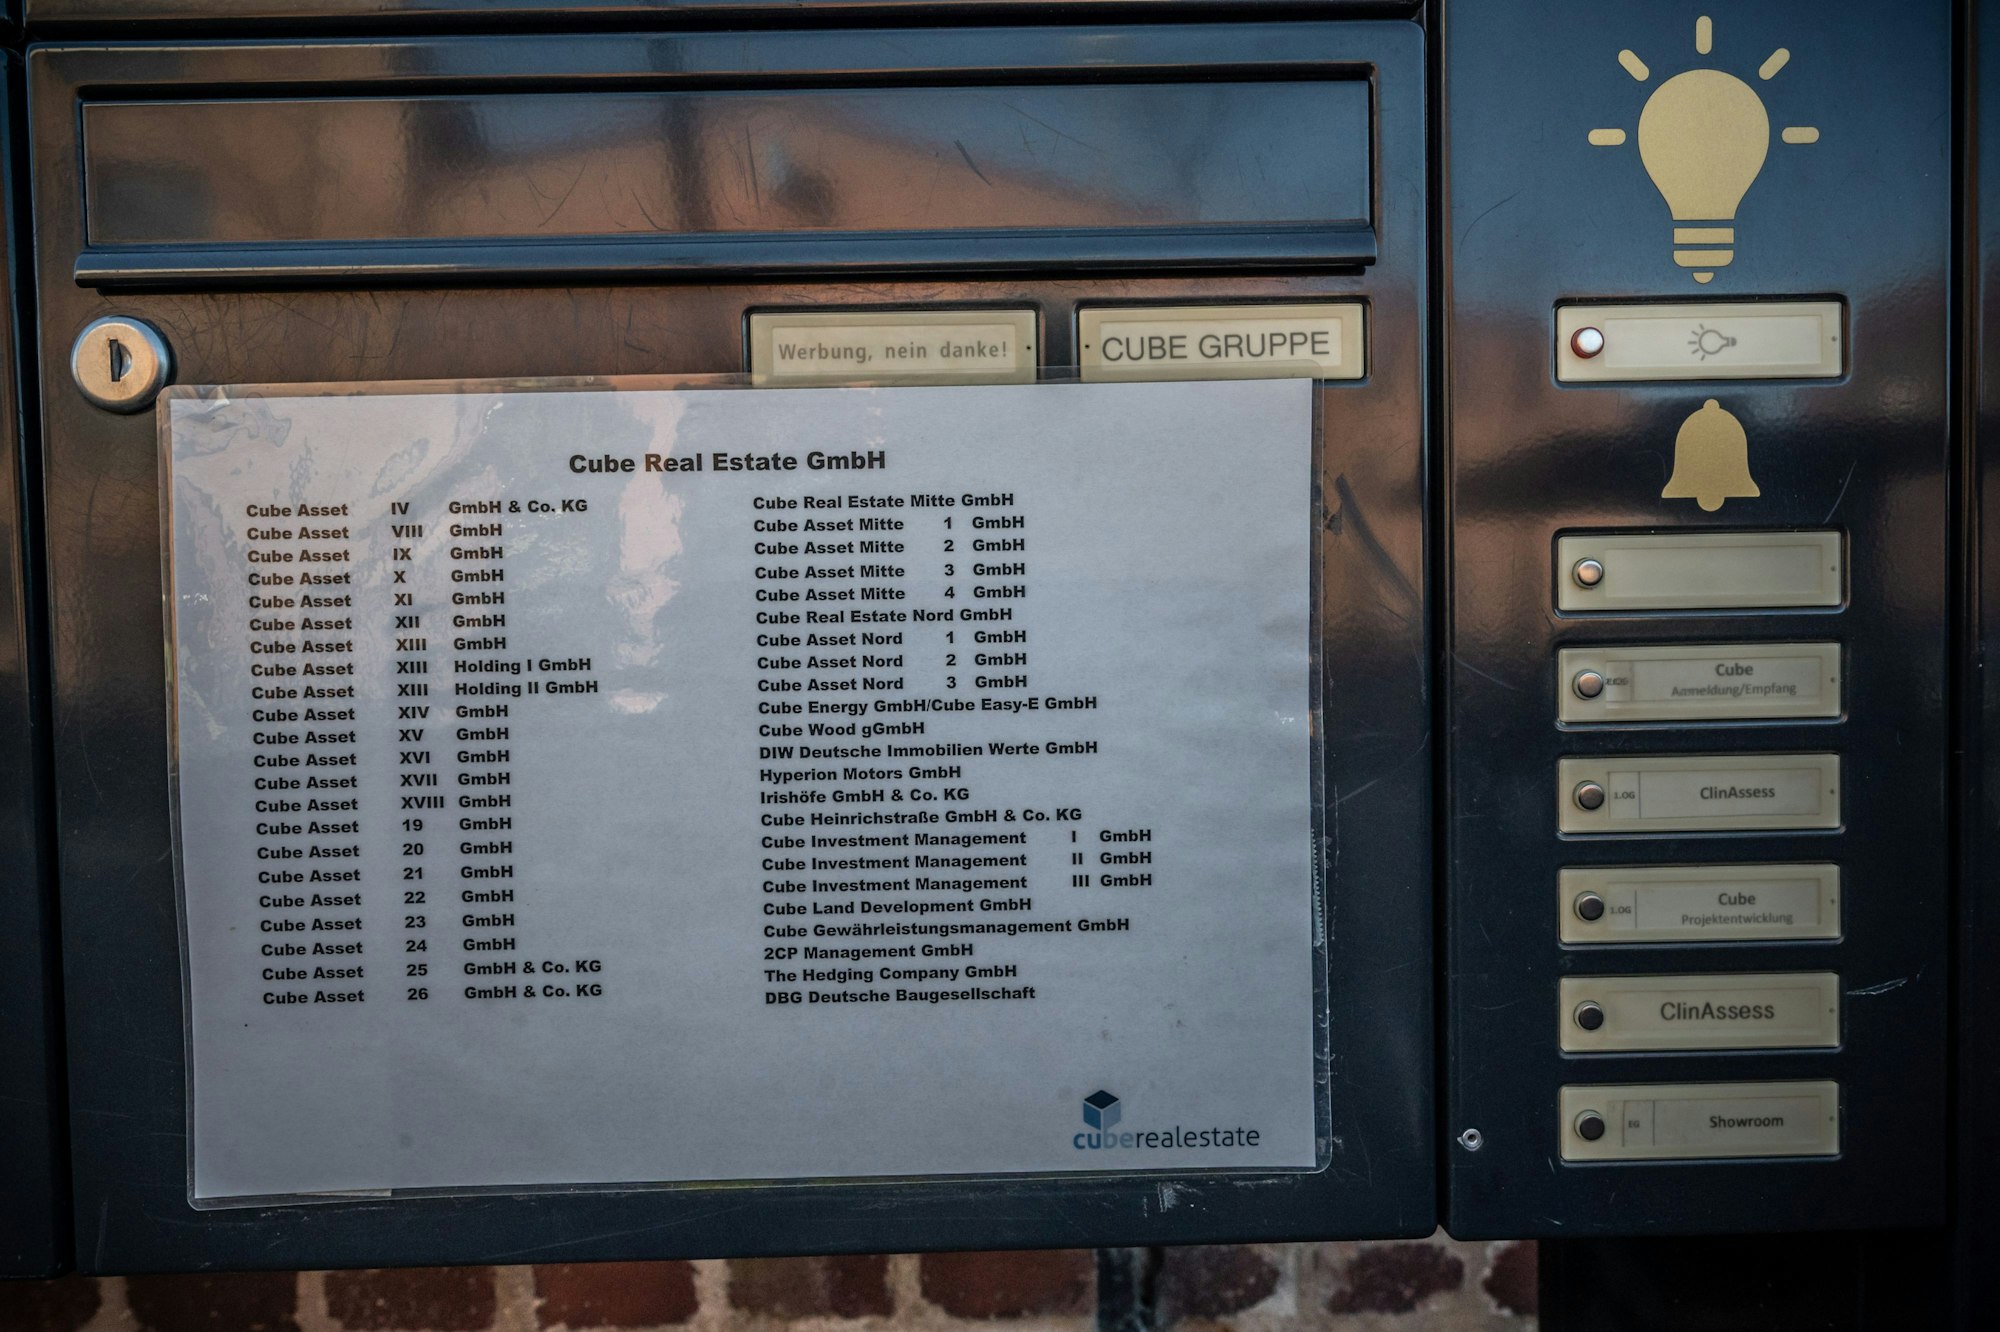 Werbung, nein danke!
CUBE GRUPPE
Cube Real Estate GmbH
Cube Asset IV GmbH & Co. KG
Cube Asset VIII GmbH
Cube Asset IX GmbH
Cube Asset X GmbH
Cube Asset XI GmbH
Cube Asset XII GmbH
Cube Asset XIII GmbH
Cube Asset XIII Holding I GmbH
Cube Asset XIII Holding II GmbH
Cube Asset XIV GmbH
Cube Asset XV GmbH
Cube Asset XVI GmbH
Cube Asset XVII GmbH
Cube Asset XVIII GmbH
Cube Asset 19 GmbH
Cube Asset 20 GmbH
Cube Asset 21 GmbH
Cube Asset 22 GmbH
Cube Asset 23 GmbH
Cube Asset 24 GmbH
Cube Asset 25 GmbH & Co. KG
Cube Asset 26 GmbH & Co. KG
Cube Real Estate Mitte GmbH
Cube Asset Mitte 1 GmbH
Cube Asset Mitte 2 GmbH
Cube Asset Mitte 3 GmbH
Cube Asset Mitte 4 GmbH
Cube Real Estate Nord GmbH
Cube Asset Nord 1 GmbH
Cube Asset Nord 2 GmbH
Cube Asset Nord 3 GmbH
Cube Energy GmbH/Cube Easy-E GmbH
Cube Wood gGmbH
DIW Deutsche Immobilien Werte GmbH
Hyperion Motors GmbH
Irishöfe GmbH & Co. KG
Cube Heinrichstraße GmbH & Co. KG
Cube Investment Management I GmbH
Cube Investment Management II GmbH
Cube Investment Management III GmbH
Cube Land Development GmbH
Cube Gewährleistungsmanagement GmbH
2CP Management GmbH
The Hedging Company GmbH
DBG Deutsche Baugesellschaft
cuberealestate
Cube
Anmeldung/Empfang
1.OG ClinAssess
1.OG Cube
Projektentwicklung
ClinAssess
EG Showroom